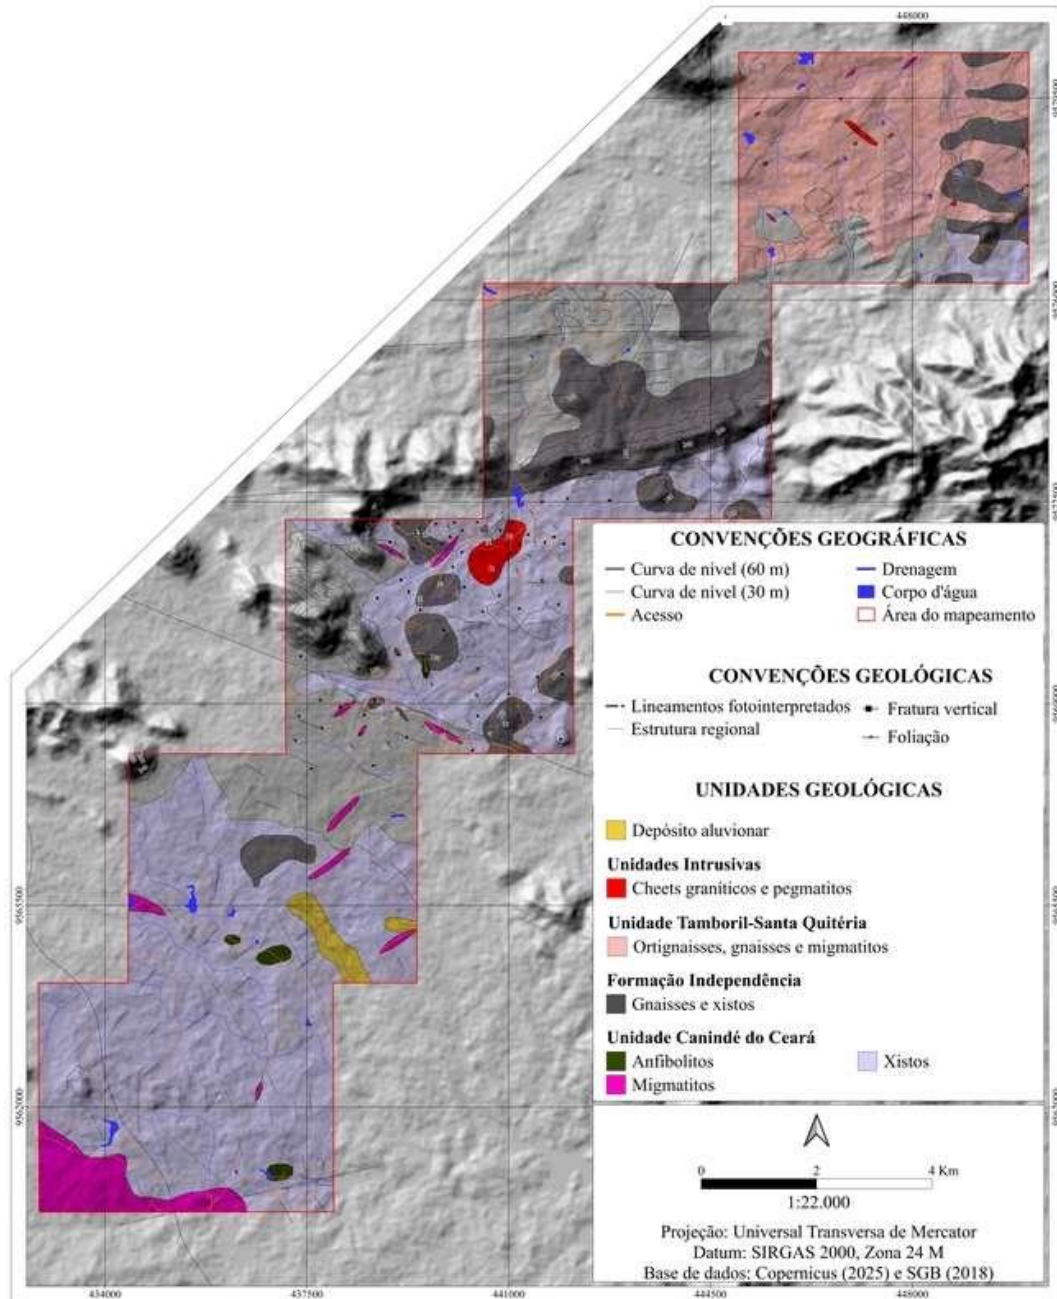 448000
9579500
9576000
9572500
CONVENÇÕES GEOGRÁFICAS
Curva de nível (60 m)
Drenagem
Curva de nível (30 m)
Corpo d'água
Acesso
Área do mapeamento
CONVENÇÕES GEOLÓGICAS
Lineamentos fotointerpretados
Fratura vertical
Estrutura regional
Foliação
UNIDADES GEOLÓGICAS
Depósito aluvionar
Unidades Intrusivas
Cheets graníticos e pegmatitos
Unidade Tamboril-Santa Quitéria
Ortignaisses, gnaisses e migmatitos
Formação Independência
Gnaisses e xistos
Unidade Canindé do Ceará
Anfibolitos
Xistos
Migmatitos
9565500
9562000
0 2 4 Km
1:22.000
Projeção: Universal Transversa de Mercator
Datum: SIRGAS 2000, Zona 24 M
Base de dados: Copernicus (2025) e SGB (2018)
434000
437500
441000
444500
448000